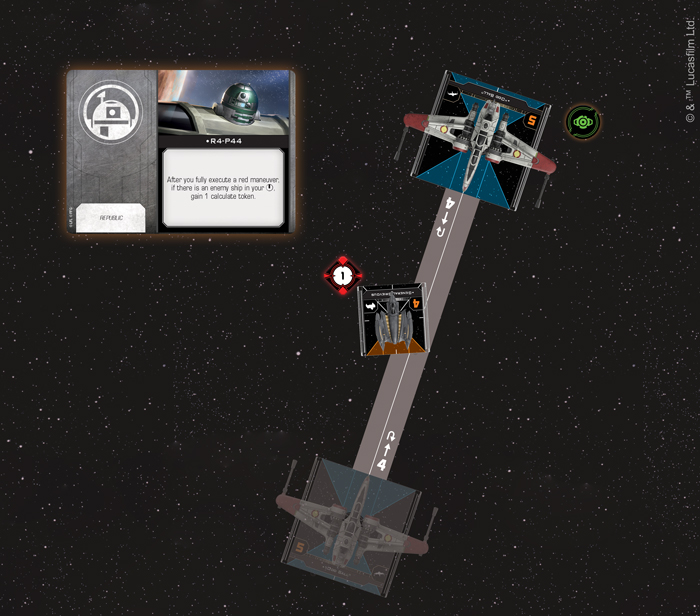 © & ™ Lucasfilm Ltd.
•R4-P44
After you fully execute a red maneuver,
if there is an enemy ship in your
, gain 1 calculate token.
REPUBLIC
5
4
1
4
4
5